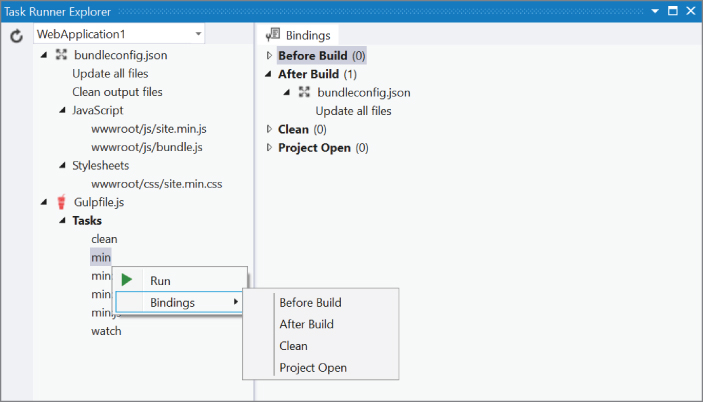 Task Runner Explorer
WebApplication1
bundleconfig.json
Update all files
Clean output files
JavaScript
wwwroot/js/site.min.js
wwwroot/js/bundle.js
Stylesheets
wwwroot/css/site.min.css
Gulpfile.js
Tasks
clean
min
min
min
min:js
watch
Run
Bindings
Before Build
After Build
Clean
Project Open
Bindings
Before Build (0)
After Build (1)
bundleconfig.json
Update all files
Clean (0)
Project Open (0)